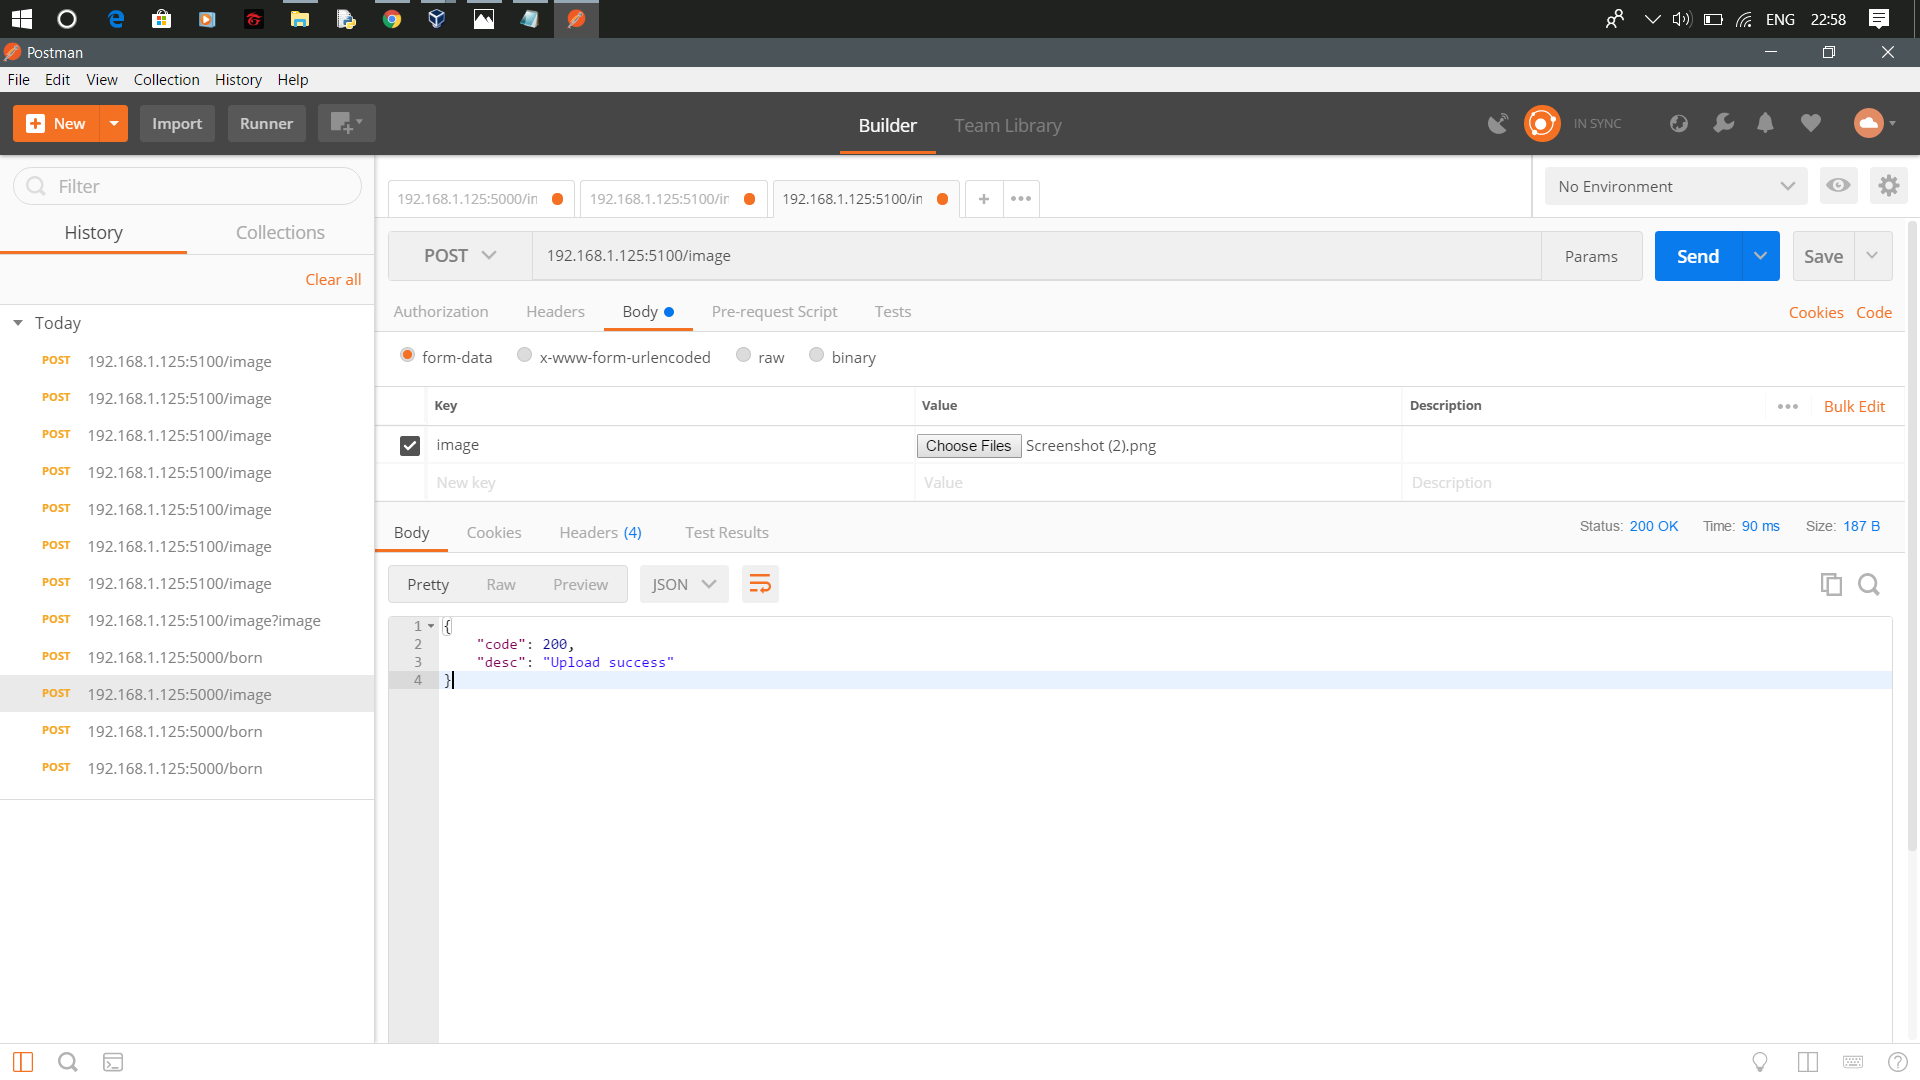 ENG 22:58
Postman
File Edit View Collection History Help
New Import Runner Builder Team Library IN SYNC
Filter
History Collections
Clear all
Today
POST 192.168.1.125:5100/image
POST 192.168.1.125:5100/image
POST 192.168.1.125:5100/image
POST 192.168.1.125:5100/image
POST 192.168.1.125:5100/image
POST 192.168.1.125:5100/image
POST 192.168.1.125:5100/image
POST 192.168.1.125:5100/image?image
POST 192.168.1.125:5000/born
POST 192.168.1.125:5000/image
POST 192.168.1.125:5000/born
POST 192.168.1.125:5000/born
192.168.1.125:5000/in 192.168.1.125:5100/in 192.168.1.125:5100/in + No Environment
POST 192.168.1.125:5100/image Params Send Save
Authorization Headers Body Pre-request Script Tests Cookies Code
form-data x-www-form-urlencoded raw binary
Key Value Description Bulk Edit
image Choose Files Screenshot (2).png
New key Value Description
Body Cookies Headers (4) Test Results Status: 200 OK Time: 90 ms Size: 187 B
Pretty Raw Preview JSON
1 {
2 "code": 200,
3 "desc": "Upload success"
4 }